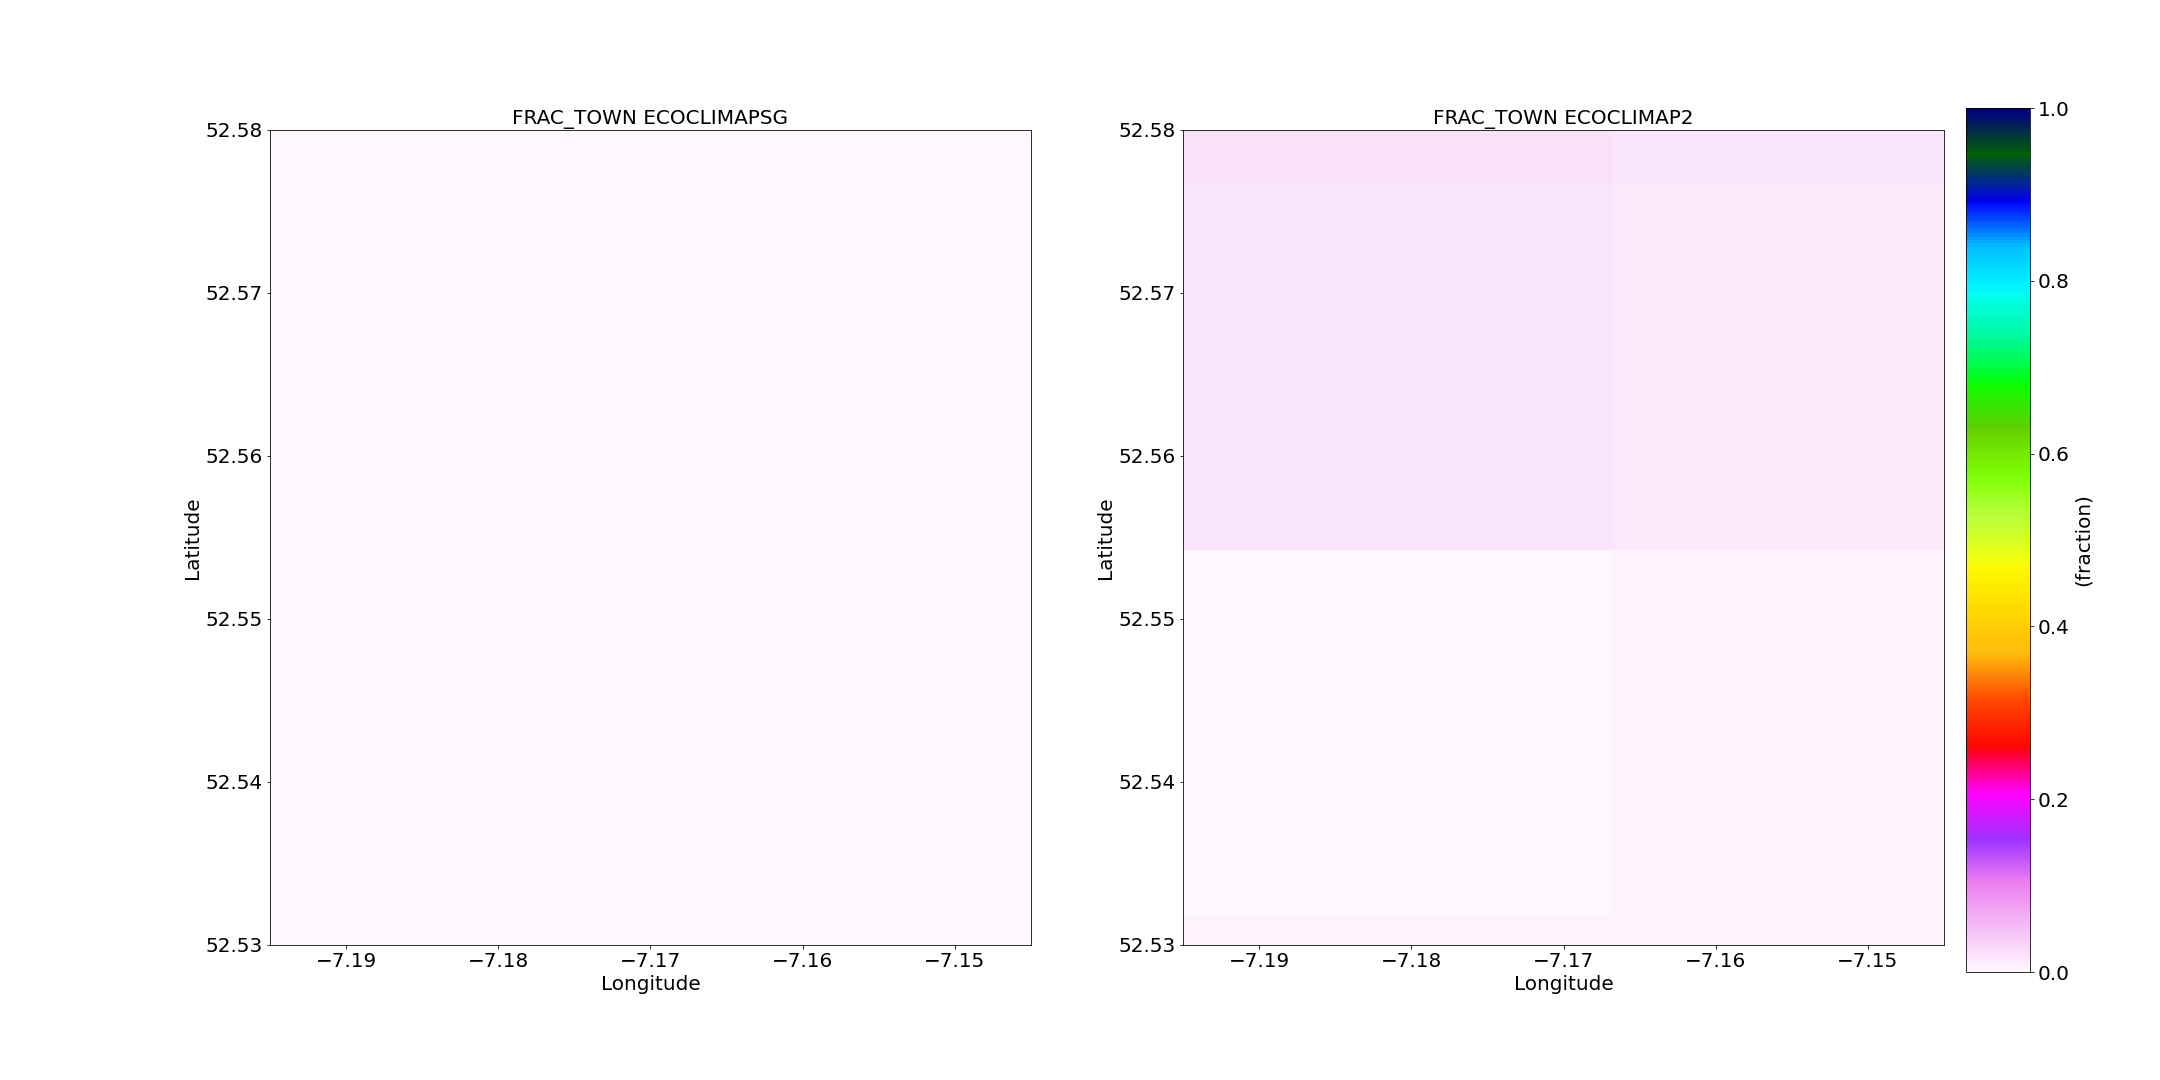 FRAC_TOWN ECOCLIMAPSG
52.58
52.57
52.56
52.55
52.54
52.53
Latitude
−7.19 −7.18 −7.17 −7.16 −7.15
Longitude
FRAC_TOWN ECOCLIMAP2
52.58
52.57
52.56
52.55
52.54
52.53
Latitude
−7.19 −7.18 −7.17 −7.16 −7.15
Longitude
1.0
0.8
0.6
0.4
0.2
0.0
(fraction)